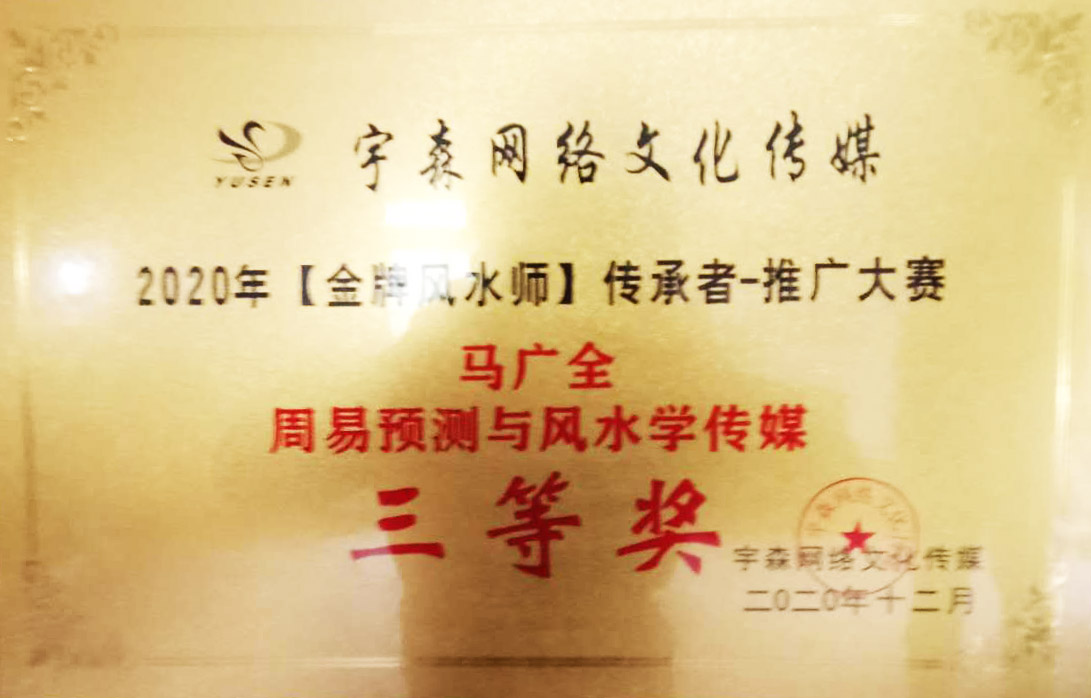 YUSEN
宇森网络文化传媒
2020年【金牌风水师】传承者-推广大赛
马广全
周易预测与风水学传媒
三等奖
宇森网络文化传媒
二〇二〇年十二月